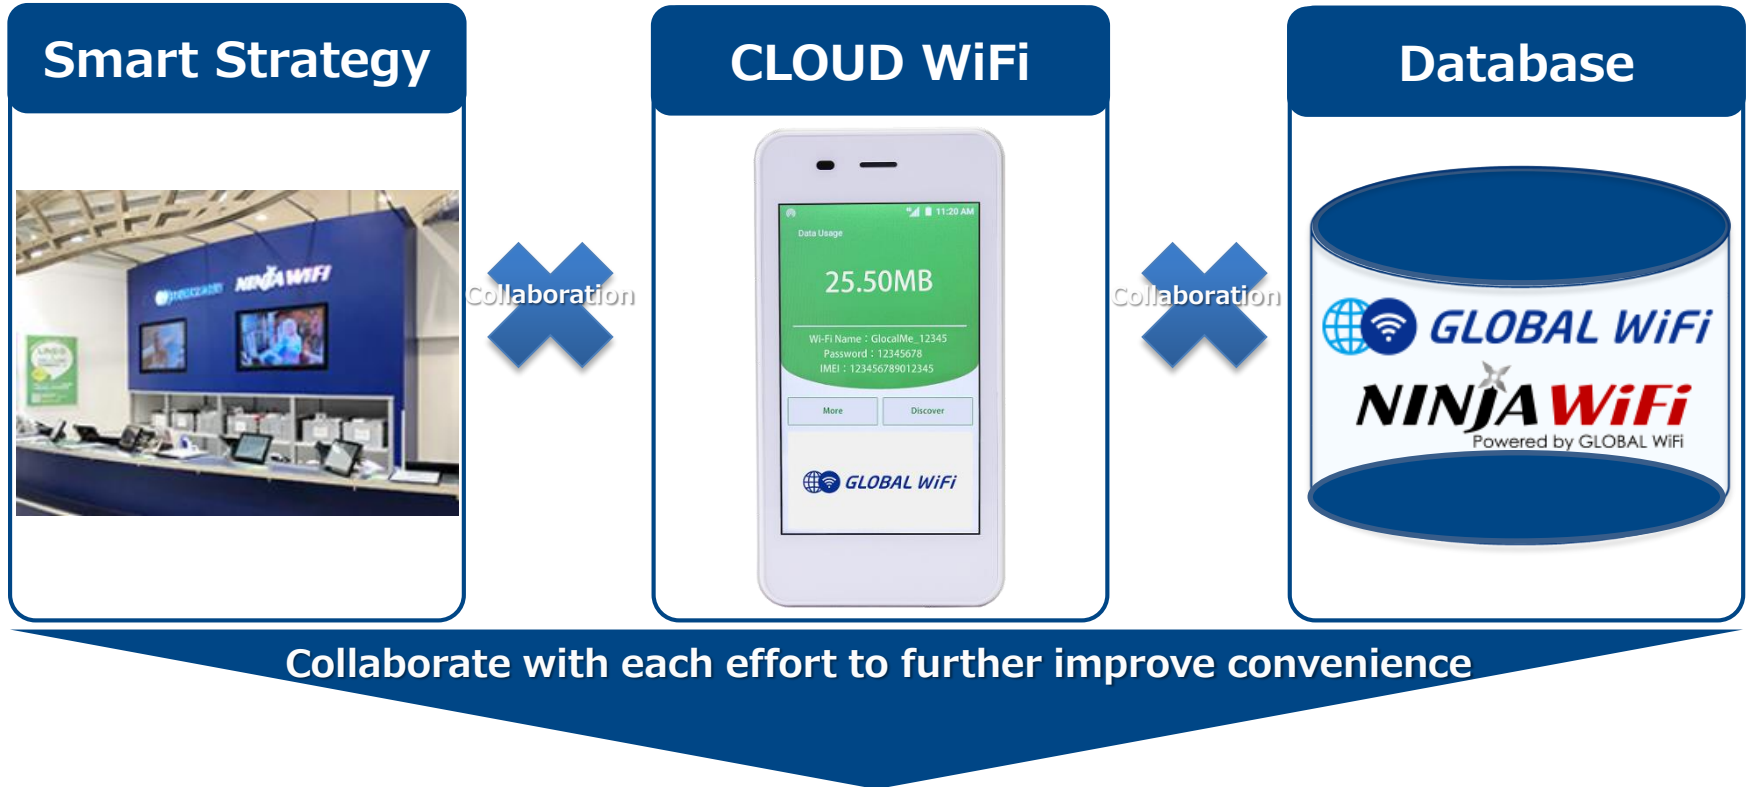 Smart Strategy
CLOUD WiFi
Database
NINJA WiFi
Collaboration
11:20 AM
Data Usage
25.50MB
Wi-Fi Name : GlocalMe_12345
Password : 12345678
IMEI : 123456789012345
More
Discover
GLOBAL WiFi
Collaboration
GLOBAL WiFi
NINJA WiFi
Powered by GLOBAL WiFi
Collaborate with each effort to further improve convenience